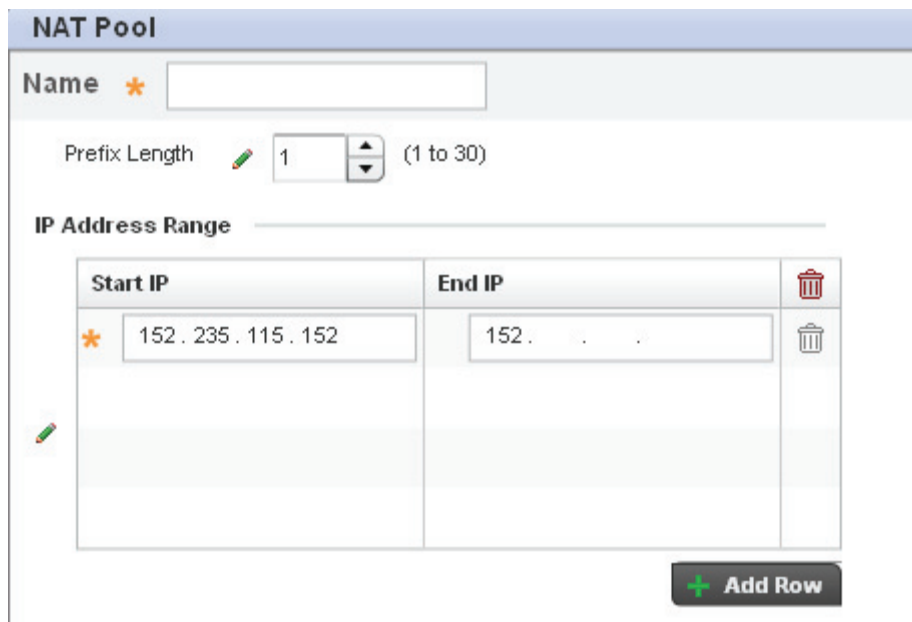 NAT Pool
Name *
Prefix Length 1 (1 to 30)
IP Address Range
Start IP End IP
* 152 . 235 . 115 . 152 152 . . .
+ Add Row